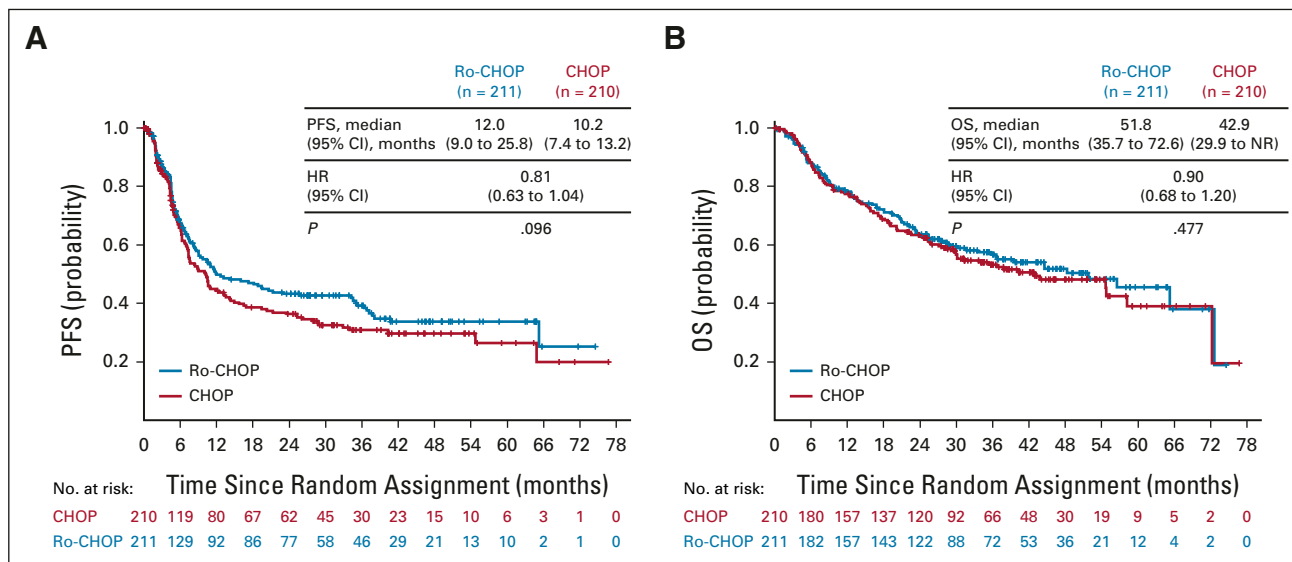 A
Ro-CHOP CHOP
(n = 211) (n = 210)
PFS, median 12.0 10.2
(95% CI), months (9.0 to 25.8) (7.4 to 13.2)
HR 0.81
(95% CI) (0.63 to 1.04)
P .096
PFS (probability)
1.0
0.8
0.6
0.4
0.2
Ro-CHOP
CHOP
0 6 12 18 24 30 36 42 48 54 60 66 72 78
No. at risk: Time Since Random Assignment (months)
CHOP 210 119 80 67 62 45 30 23 15 10 6 3 1 0
Ro-CHOP 211 129 92 86 77 58 46 29 21 13 10 2 1 0
B
Ro-CHOP CHOP
(n = 211) (n = 210)
OS, median 51.8 42.9
(95% CI), months (35.7 to 72.6) (29.9 to NR)
HR 0.90
(95% CI) (0.68 to 1.20)
P .477
OS (probability)
1.0
0.8
0.6
0.4
0.2
Ro-CHOP
CHOP
0 6 12 18 24 30 36 42 48 54 60 66 72 78
No. at risk: Time Since Random Assignment (months)
CHOP 210 180 157 137 120 92 66 48 30 19 9 5 2 0
Ro-CHOP 211 182 157 143 122 88 72 53 36 21 12 4 2 0